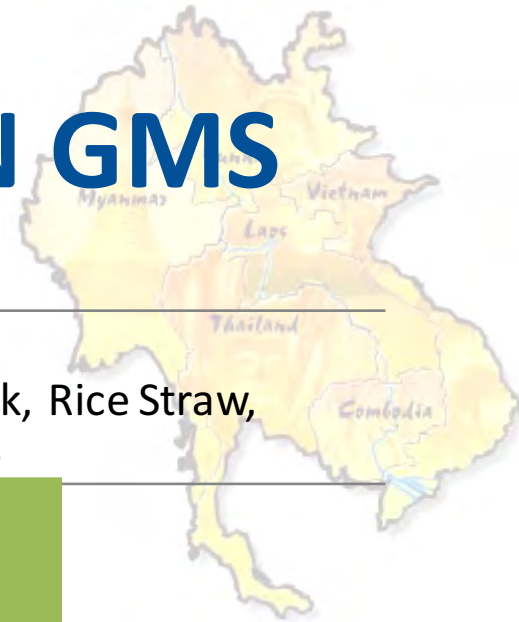 N GMS
Myanmar
Vietnam
Laos
Thailand
k, Rice Straw,
Combodia